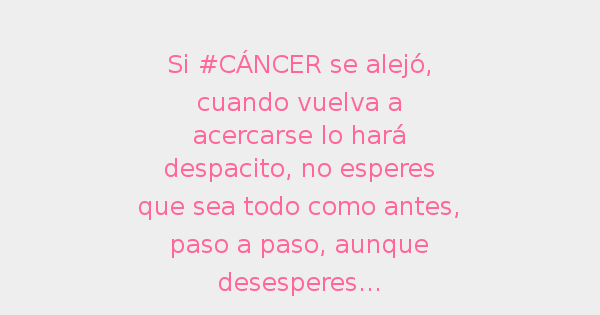 Si #CÁNCER se alejó,
cuando vuelva a
acercarse lo hará
despacito, no esperes
que sea todo como antes,
paso a paso, aunque
desesperes...